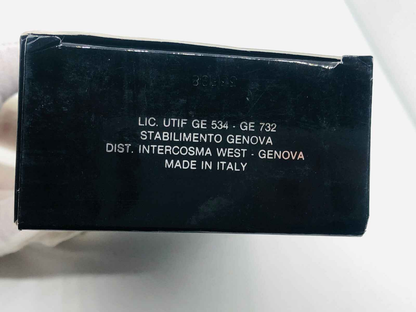 LIC. UTIF GE 534 - GE 732
STABILIMENTO GENOVA
DIST. INTERCOSMA WEST - GENOVA
MADE IN ITALY